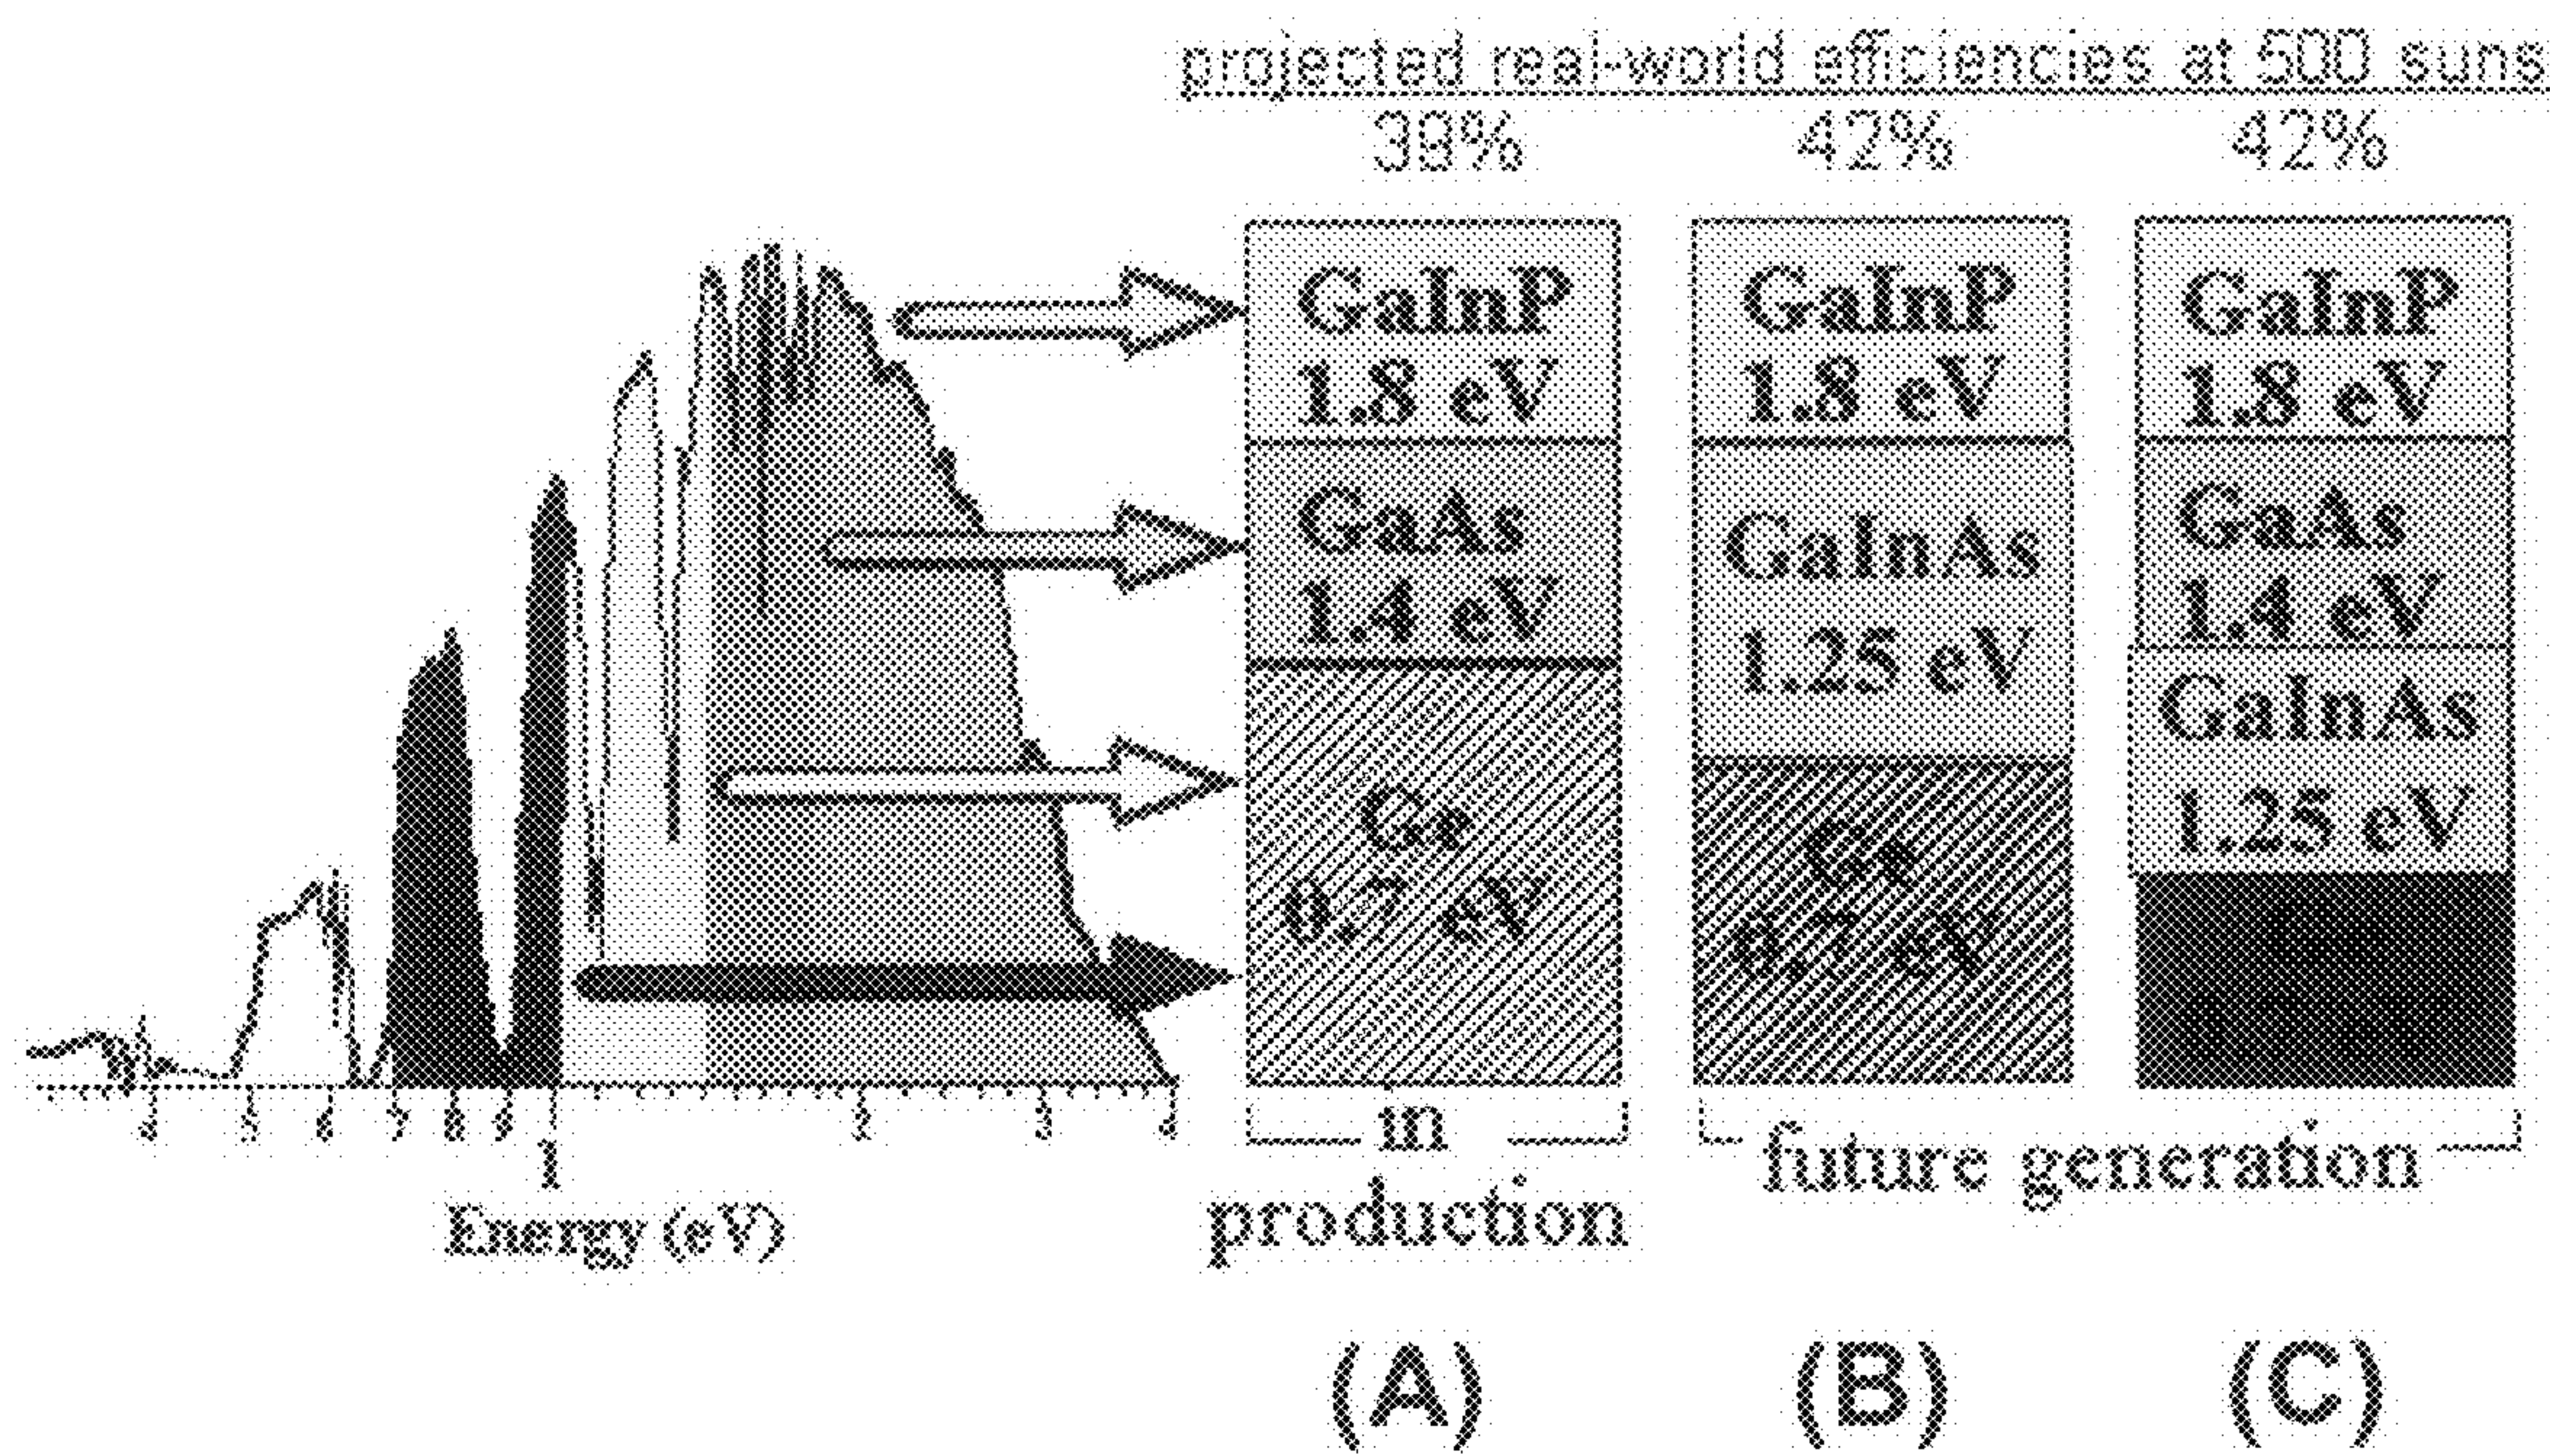 projected real-world efficiencies at 500 suns
39% 42% 42%
GaInP GaInP GaInP
1.8 eV 1.8 eV 1.8 eV
GaAs GaInAs GaAs
1.4 eV 1.25 eV 1.4 eV
GaInAs
1.25 eV
Ge Ge
0.7 eV 0.7 eV
4 5 6 7 8 9 2 3 4
1
Energy (eV)
in
production
future generation
(A) (B) (C)